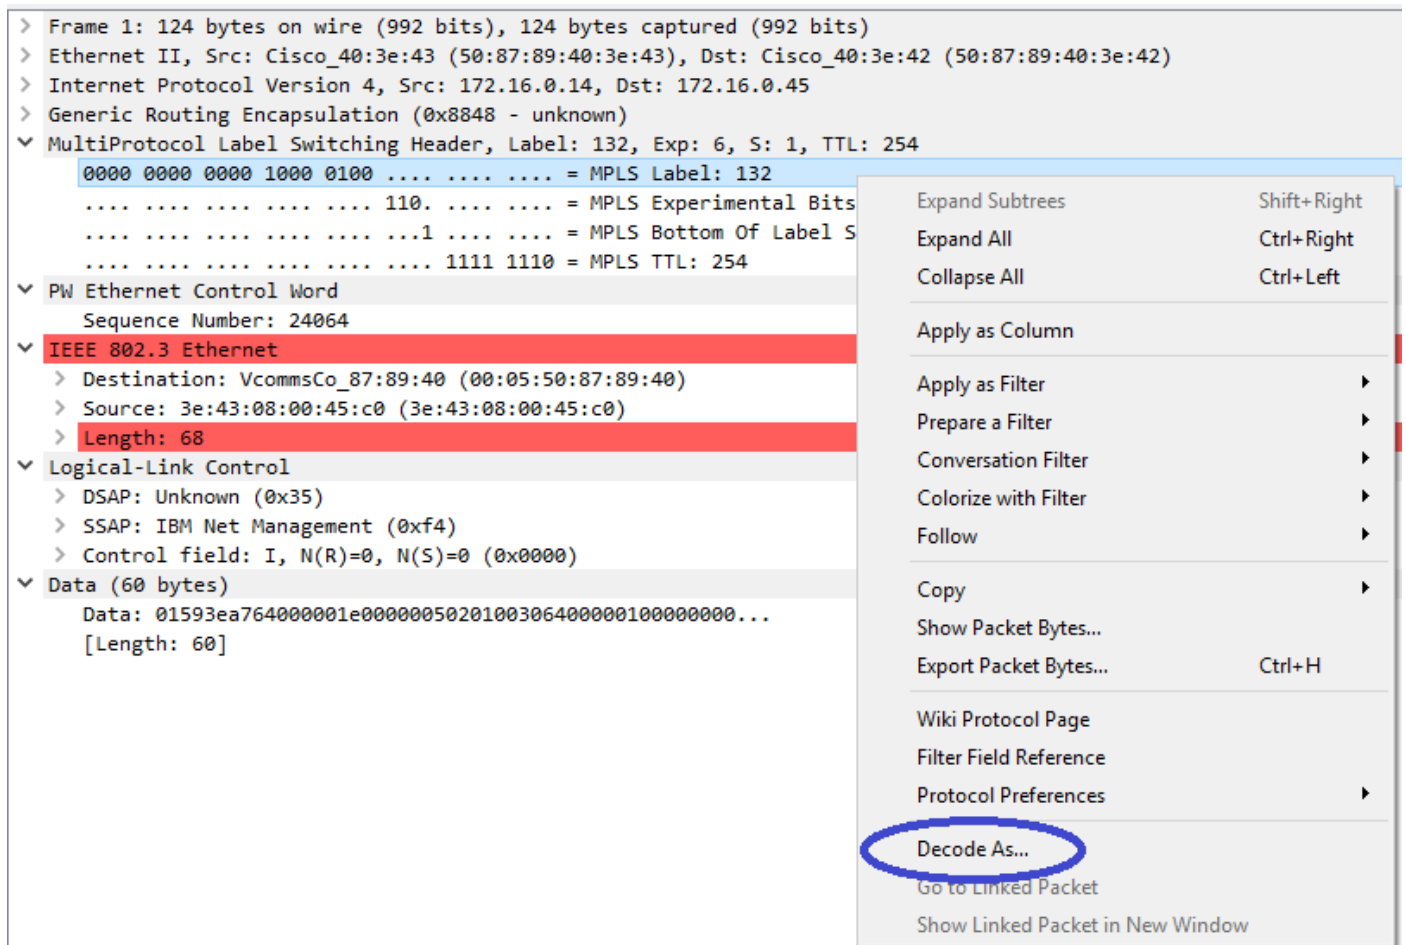 Frame 1: 124 bytes on wire (992 bits), 124 bytes captured (992 bits)
Ethernet II, Src: Cisco_40:3e:43 (50:87:89:40:3e:43), Dst: Cisco_40:3e:42 (50:87:89:40:3e:42)
Internet Protocol Version 4, Src: 172.16.0.14, Dst: 172.16.0.45
Generic Routing Encapsulation (0x8848 - unknown)
MultiProtocol Label Switching Header, Label: 132, Exp: 6, S: 1, TTL: 254
0000 0000 0000 1000 0100 .... .... .... = MPLS Label: 132
.... .... .... .... .... 110. .... .... = MPLS Experimental Bits
.... .... .... .... .... ...1 .... .... = MPLS Bottom Of Label S
.... .... .... .... .... .... 1111 1110 = MPLS TTL: 254
PW Ethernet Control Word
Sequence Number: 24064
IEEE 802.3 Ethernet
Destination: VcommsCo_87:89:40 (00:05:50:87:89:40)
Source: 3e:43:08:00:45:c0 (3e:43:08:00:45:c0)
Length: 68
Logical-Link Control
DSAP: Unknown (0x35)
SSAP: IBM Net Management (0xf4)
Control field: I, N(R)=0, N(S)=0 (0x0000)
Data (60 bytes)
Data: 01593ea764000001e00000050201003064000001000000000...
[Length: 60]
Expand Subtrees Shift+Right
Expand All Ctrl+Right
Collapse All Ctrl+Left
Apply as Column
Apply as Filter
Prepare a Filter
Conversation Filter
Colorize with Filter
Follow
Copy
Show Packet Bytes...
Export Packet Bytes... Ctrl+H
Wiki Protocol Page
Filter Field Reference
Protocol Preferences
Decode As...
Go to Linked Packet
Show Linked Packet in New Window